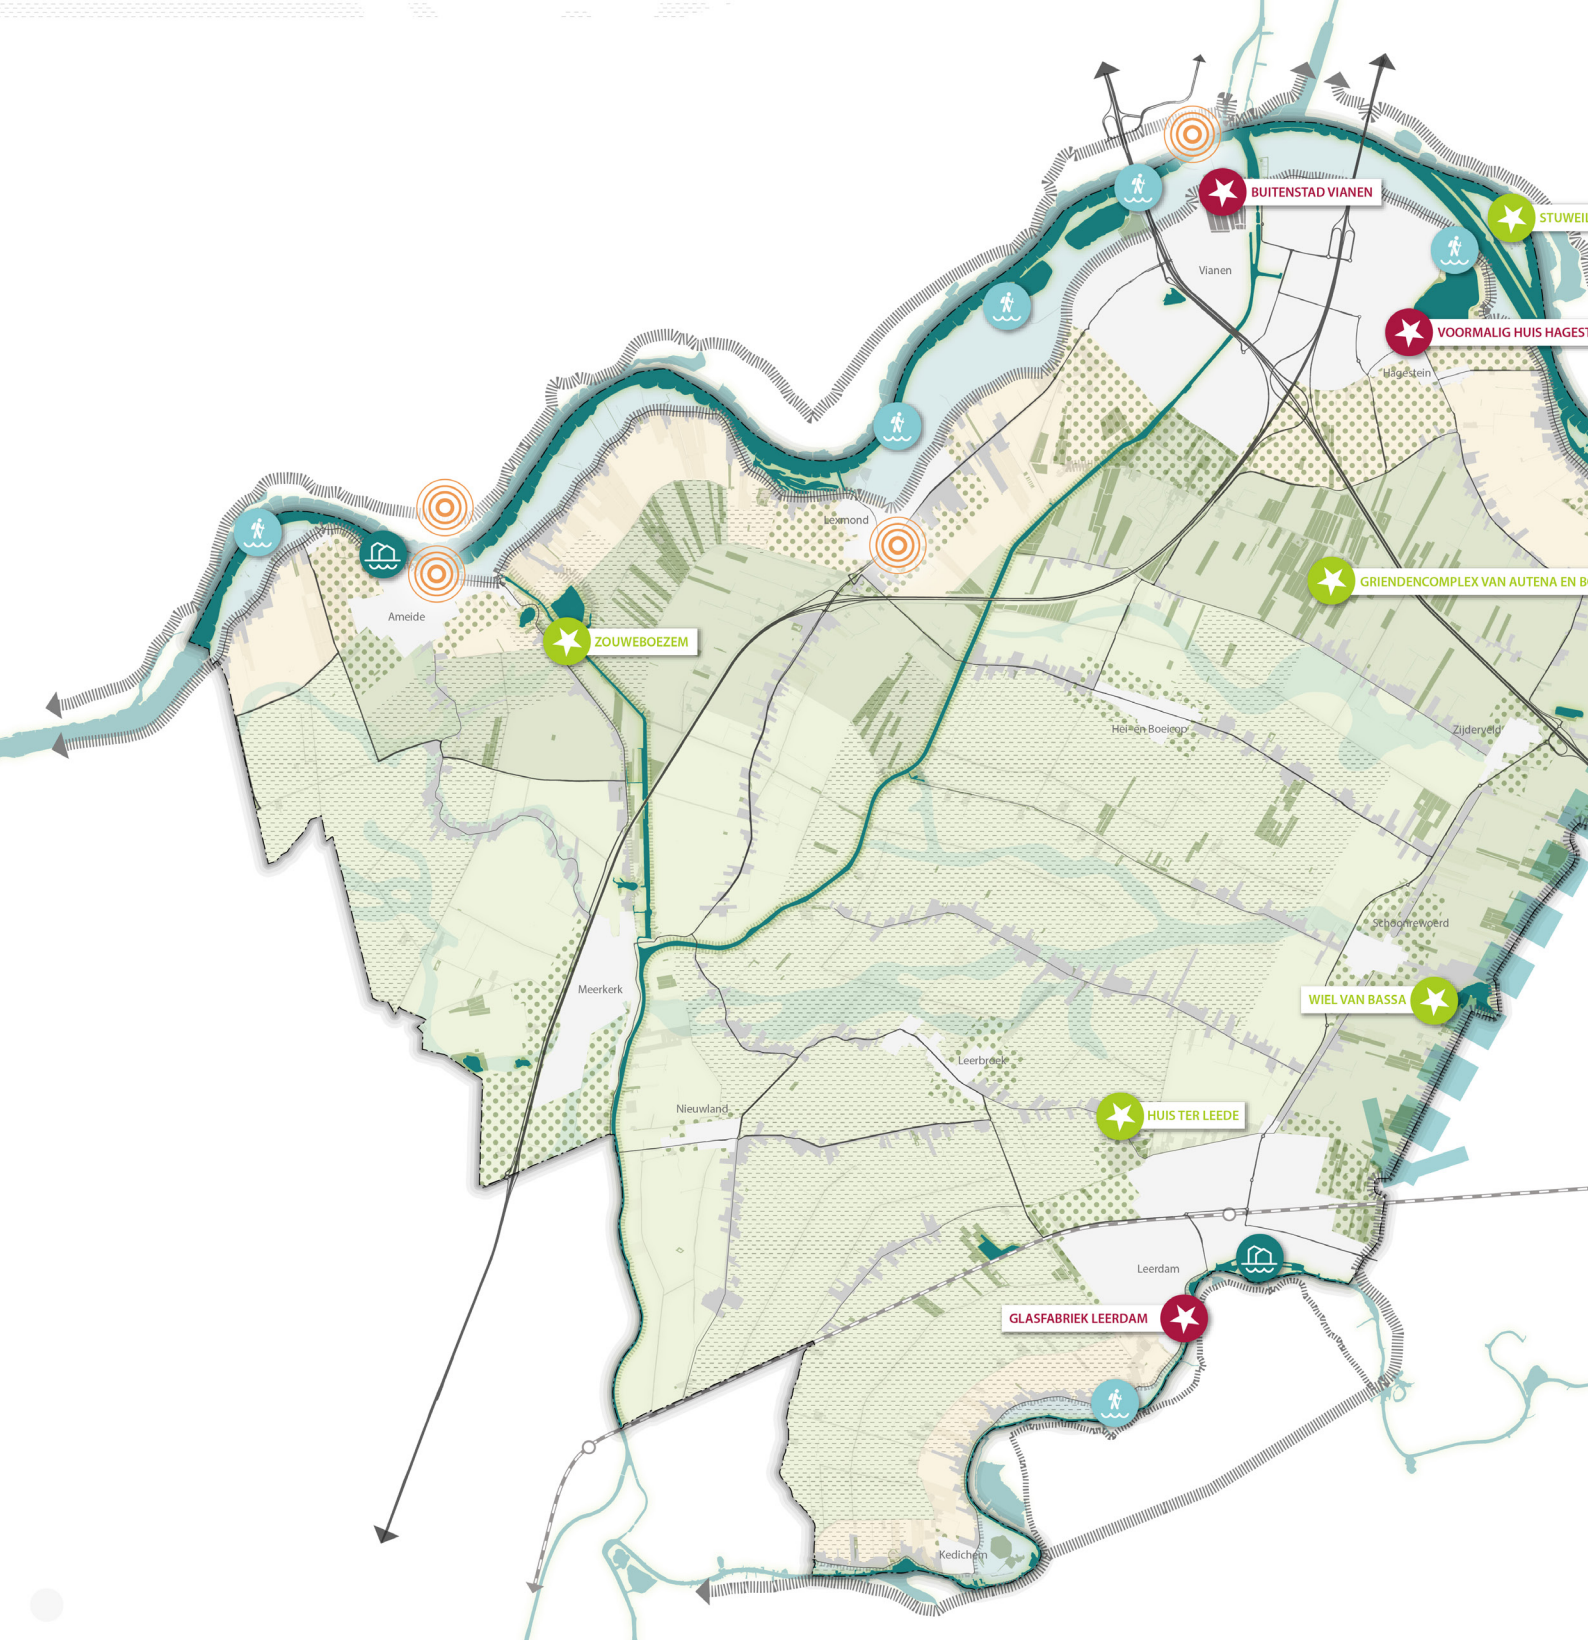 BUITENSTAD VIANEN
STUWEIL
Vianen
VOORMALIG HUIS HAGEST
Hagestein
Lexmond
GRIENDENCOMPLEX VAN AUTENA EN B
Ameide
ZOUWEBOEZEM
Hei- en Boeicop
Zijderveld
Schoonrewoerd
Meerkerk
WIEL VAN BASSA
Leerbroek
Nieuwland
HUIS TER LEEDE
Leerdam
GLASFABRIEK LEERDAM
Kedichem